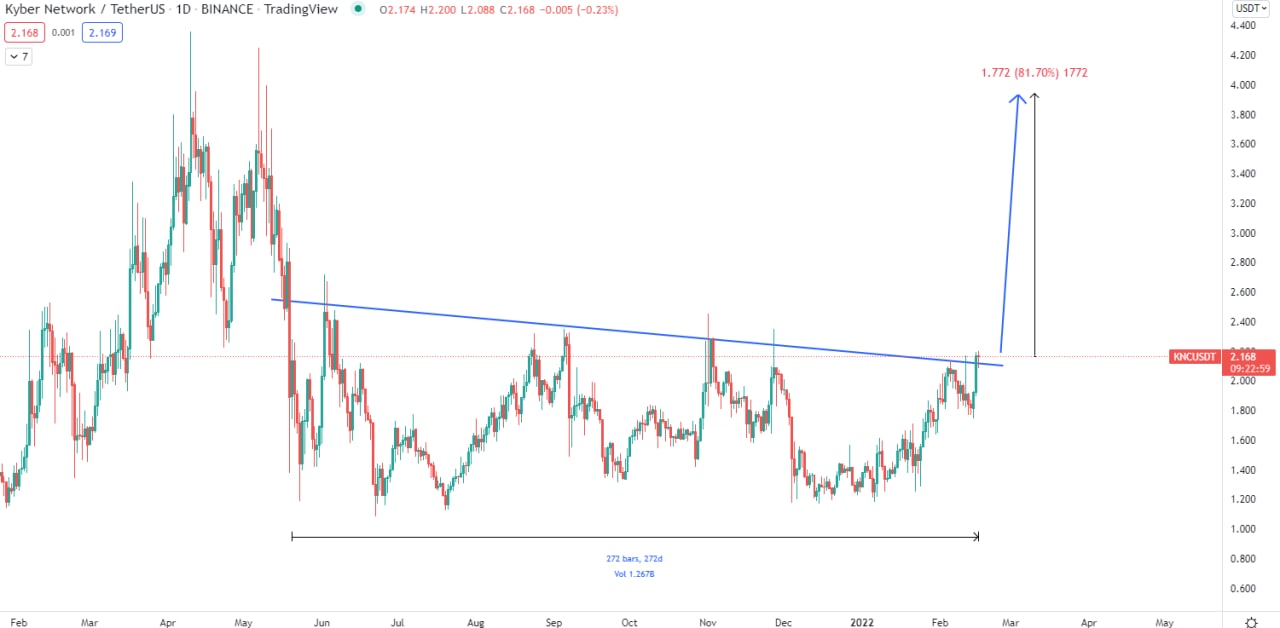 Kyber Network / TetherUS · 1D · BINANCE · TradingView O2.174 H2.200 L2.088 C2.168 −0.005 (−0.23%)
USDT
2.168 0.001 2.169
7
4.400
4.200
1.772 (81.70%) 1772
4.000
3.800
3.600
3.400
3.200
3.000
2.800
2.600
2.400
KNCUSDT 2.168
09:22:59
2.000
1.800
1.600
1.400
1.200
1.000
272 bars, 272d
0.800
Vol 1.267B
0.600
Feb Mar Apr May Jun Jul Aug Sep Oct Nov Dec 2022 Feb Mar Apr May